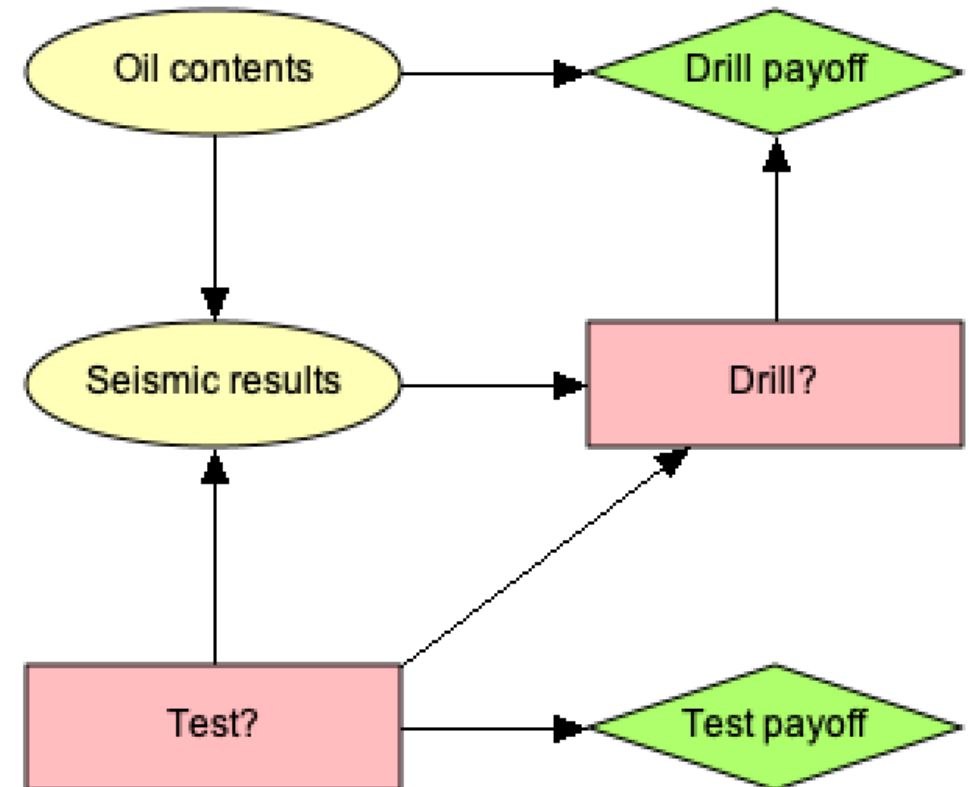 Oil contents
Drill payoff
Seismic results
Drill?
Test?
Test payoff